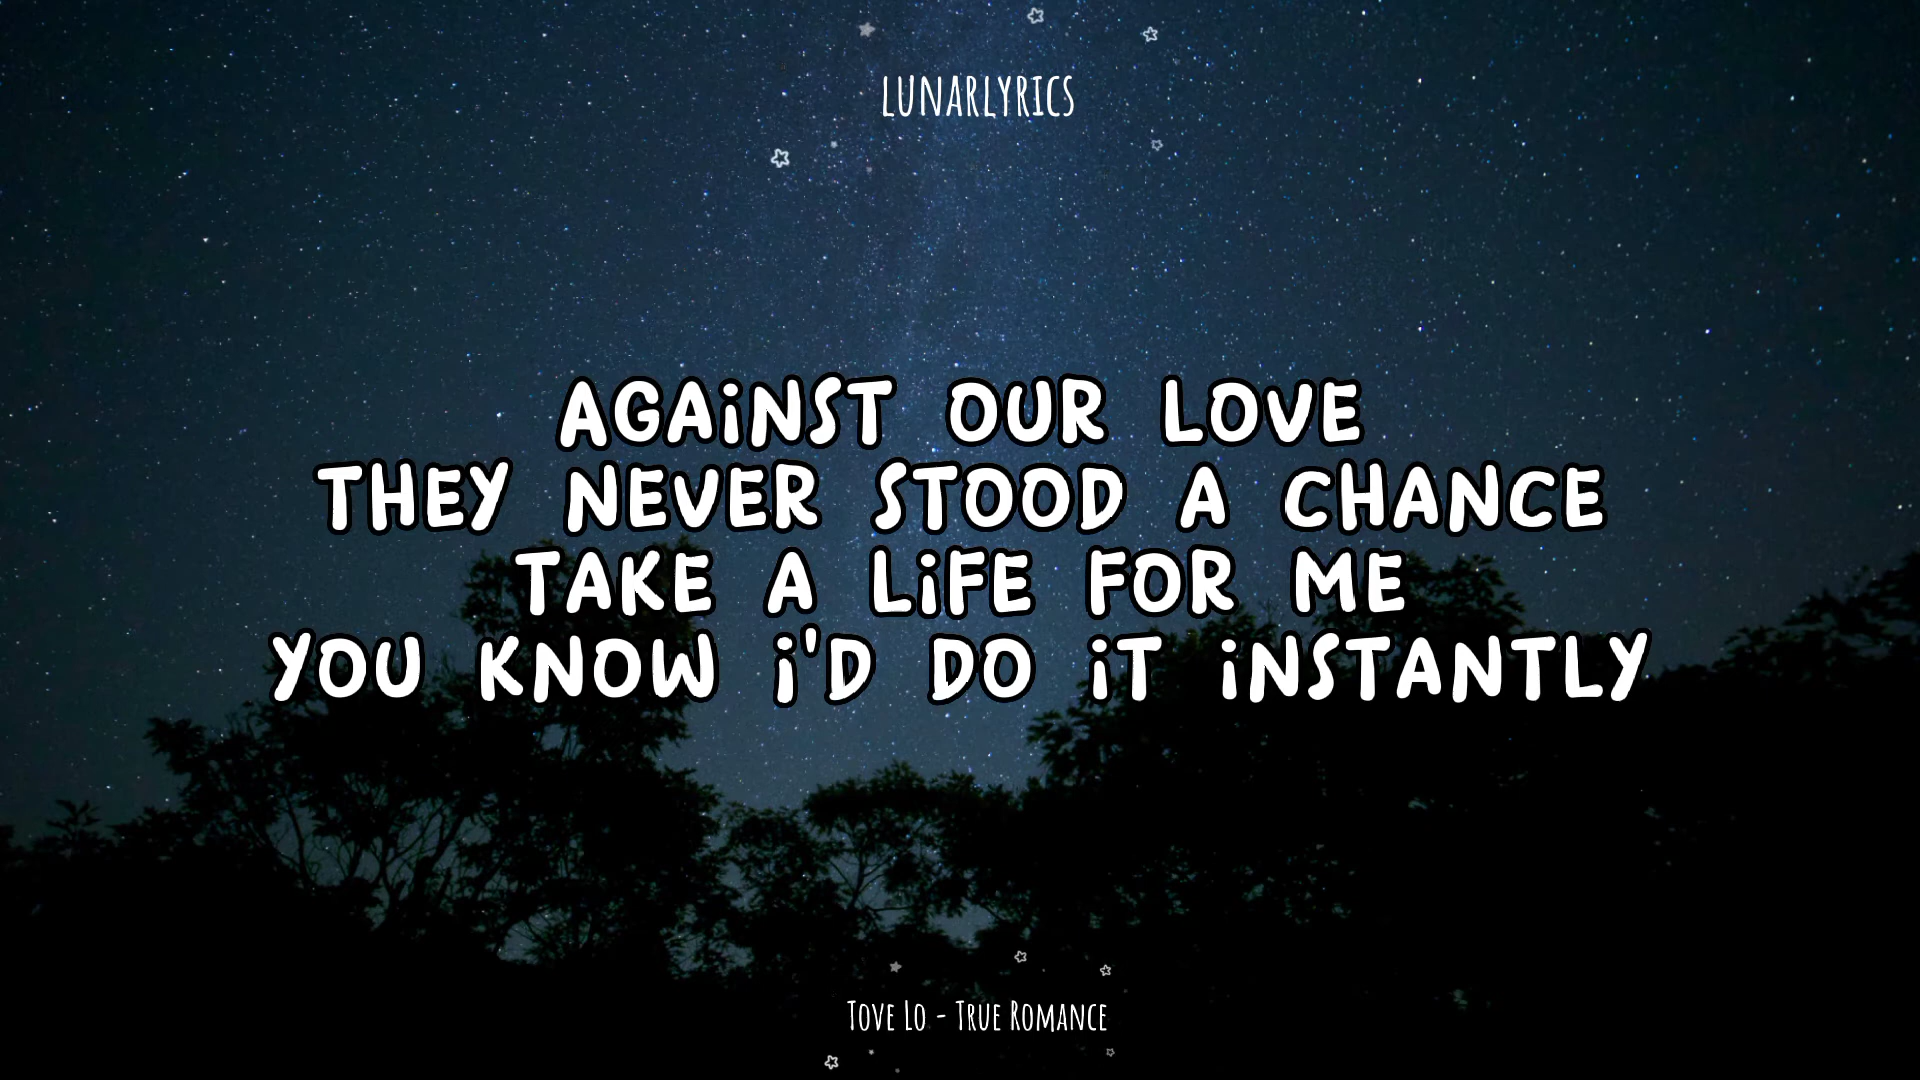 LUNARLYRICS
AGAiNST OUR LOVE
THEY NEVER STOOD A CHANCE
TAKE A LiFE FOR ME
YOU KNOW i'D DO iT iNSTANTLY
Tove Lo - True Romance